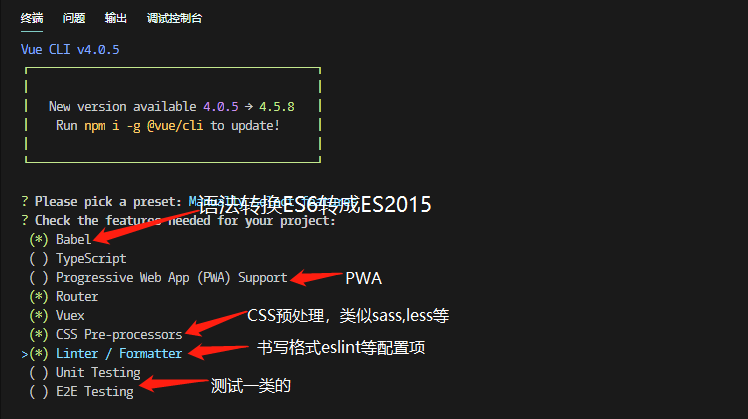 终端 问题 输出 调试控制台
Vue CLI v4.0.5
New version available 4.0.5 → 4.5.8
Run npm i -g @vue/cli to update!
? Please pick a preset: Manually select features
语法转换ES6转成ES2015
? Check the features needed for your project:
(*) Babel
( ) TypeScript
( ) Progressive Web App (PWA) Support PWA
(*) Router
(*) Vuex
CSS预处理，类似sass,less等
(*) CSS Pre-processors
>(*) Linter / Formatter 书写格式eslint等配置项
( ) Unit Testing
( ) E2E Testing 测试一类的